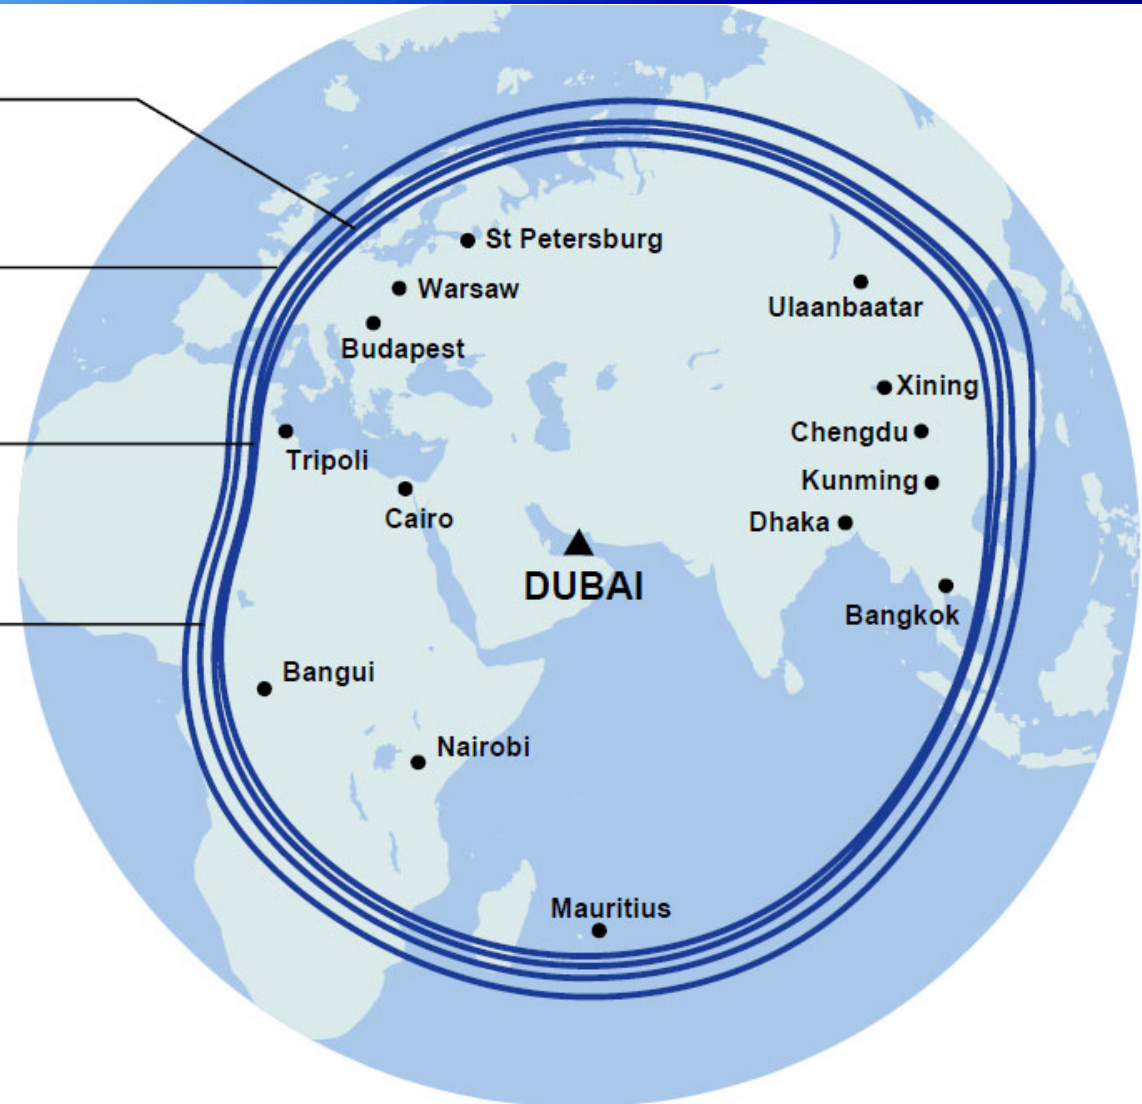 St Petersburg
Warsaw
Ulaanbaatar
Budapest
Xining
Chengdu
Tripoli
Kunming
Cairo
Dhaka
DUBAI
Bangkok
Bangui
Nairobi
Mauritius